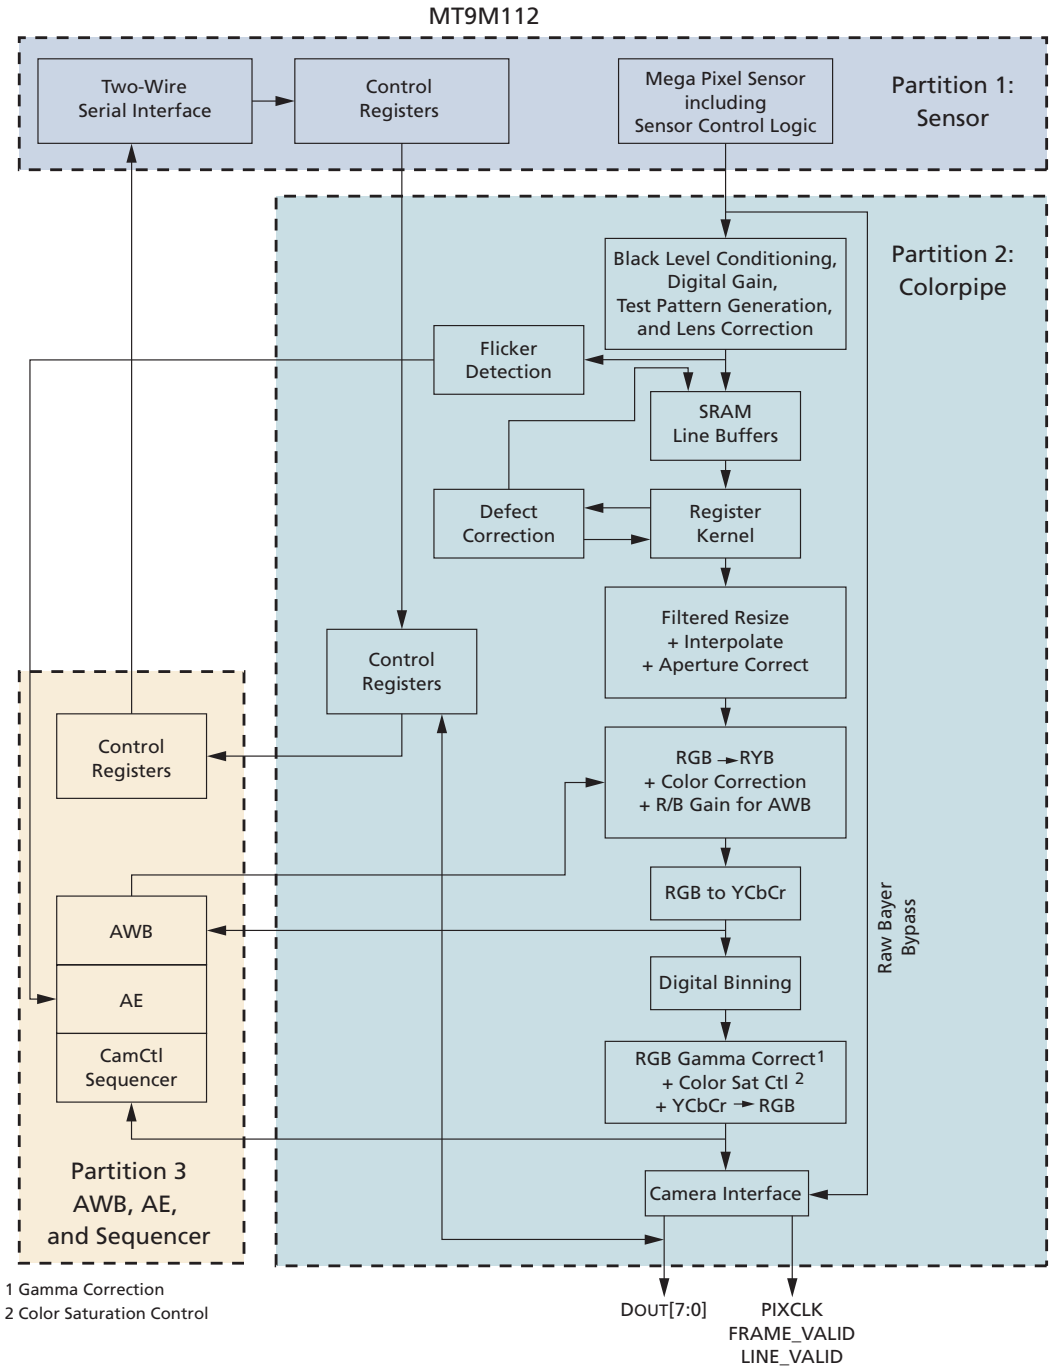 MT9M112
Two-Wire
Serial Interface
Control
Registers
Mega Pixel Sensor
including
Sensor Control Logic
Partition 1:
Sensor
Partition 2:
Colorpipe
Black Level Conditioning,
Digital Gain,
Test Pattern Generation,
and Lens Correction
Flicker
Detection
SRAM
Line Buffers
Defect
Correction
Register
Kernel
Filtered Resize
+ Interpolate
+ Aperture Correct
Control
Registers
Control
Registers
RGB → RYB
+ Color Correction
+ R/B Gain for AWB
RGB to YCbCr
AWB
Raw Bayer
Bypass
Digital Binning
AE
CamCtl
Sequencer
RGB Gamma Correct1
+ Color Sat Ctl 2
+ YCbCr → RGB
Partition 3
AWB, AE,
and Sequencer
Camera Interface
1 Gamma Correction
2 Color Saturation Control
DOUT[7:0]
PIXCLK
FRAME_VALID
LINE_VALID